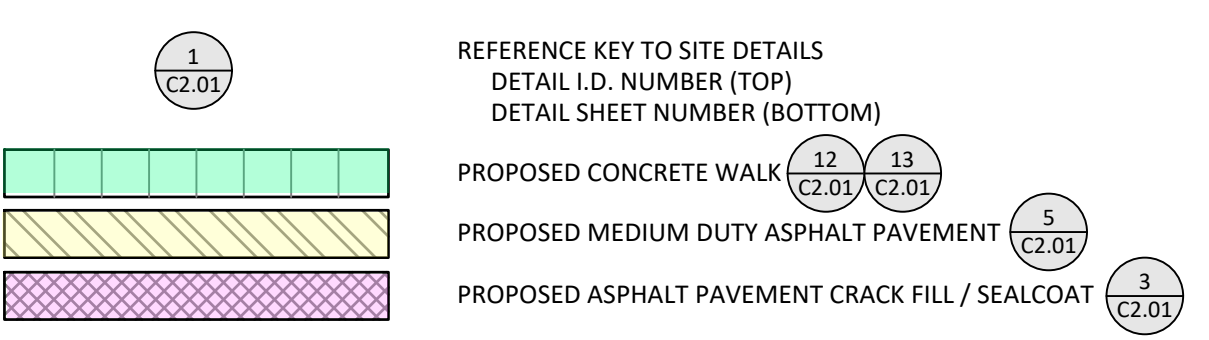 1
C2.01
REFERENCE KEY TO SITE DETAILS
DETAIL I.D. NUMBER (TOP)
DETAIL SHEET NUMBER (BOTTOM)
PROPOSED CONCRETE WALK
12
C2.01
13
C2.01
PROPOSED MEDIUM DUTY ASPHALT PAVEMENT
5
C2.01
PROPOSED ASPHALT PAVEMENT CRACK FILL / SEALCOAT
3
C2.01